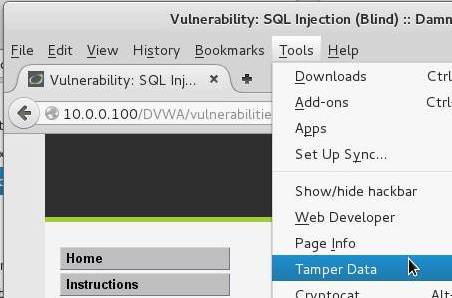 Vulnerability: SQL Injection (Blind) :: Damn
File Edit View History Bookmarks Tools Help
Vulnerability: SQL Inj... × +
10.0.0.100/DVWA/vulnerabilitie
Downloads Ctrl
Add-ons Ctrl
Apps
Set Up Sync...
Show/hide hackbar
Web Developer
Page Info
Tamper Data
Cryptocat Alt-
Home
Instructions